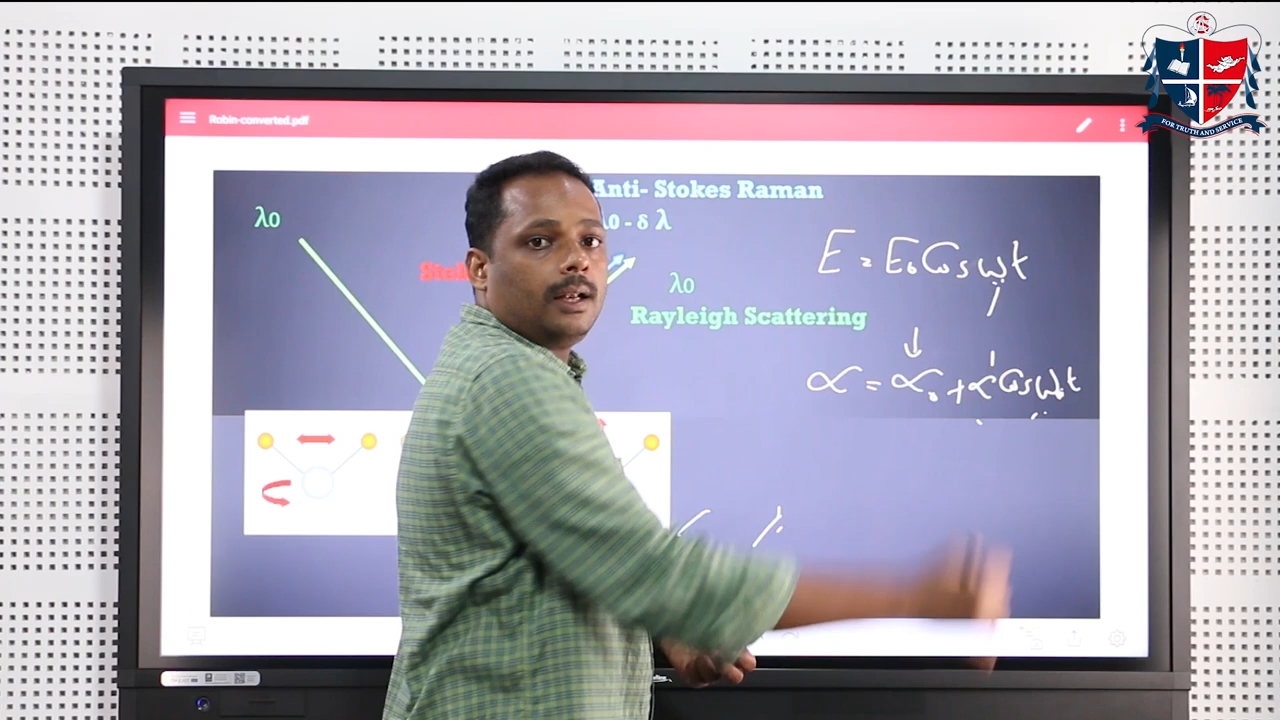 FOR TRUTH AND SERVICE
Robin-converted.pdf
Anti- Stokes Raman
λ0
λ0 - δ λ
λ0
Rayleigh Scattering
E = E₀ Cos ωt
α = α₀ + α' Cos ω₀t